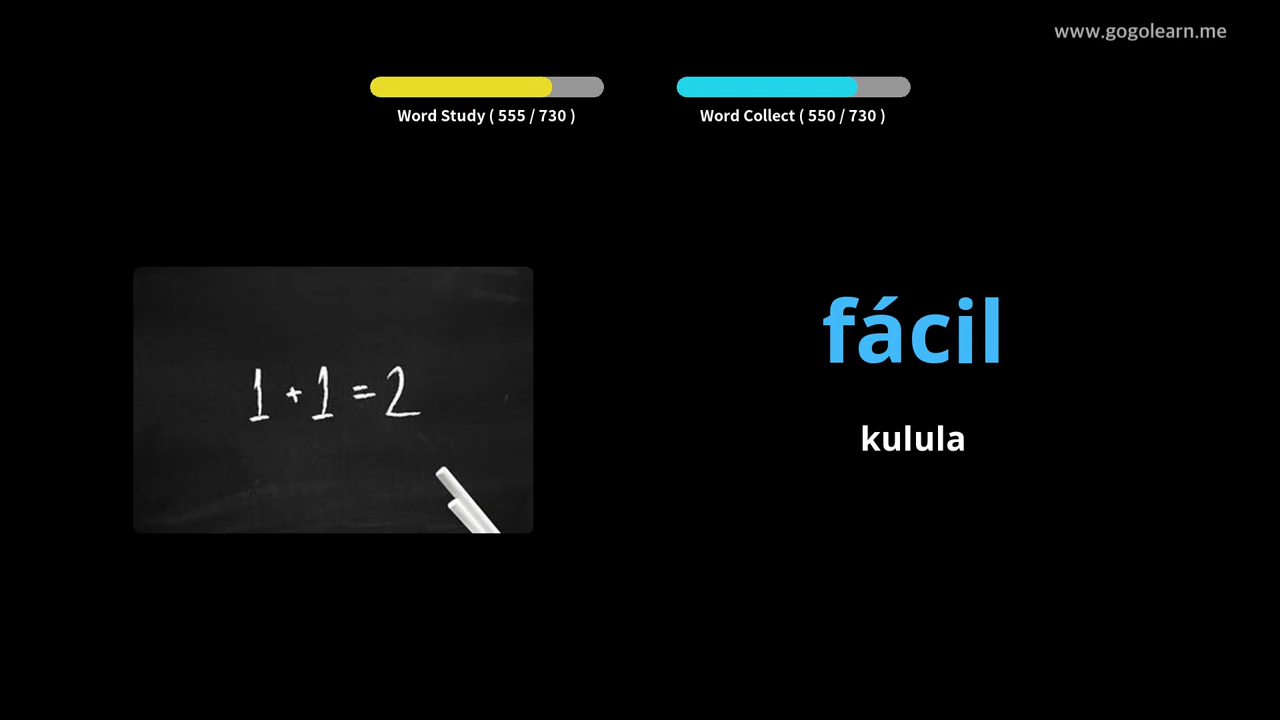 www.gogolearn.me
Word Study ( 555 / 730 )
Word Collect ( 550 / 730 )
1 + 1 = 2
fácil
kulula